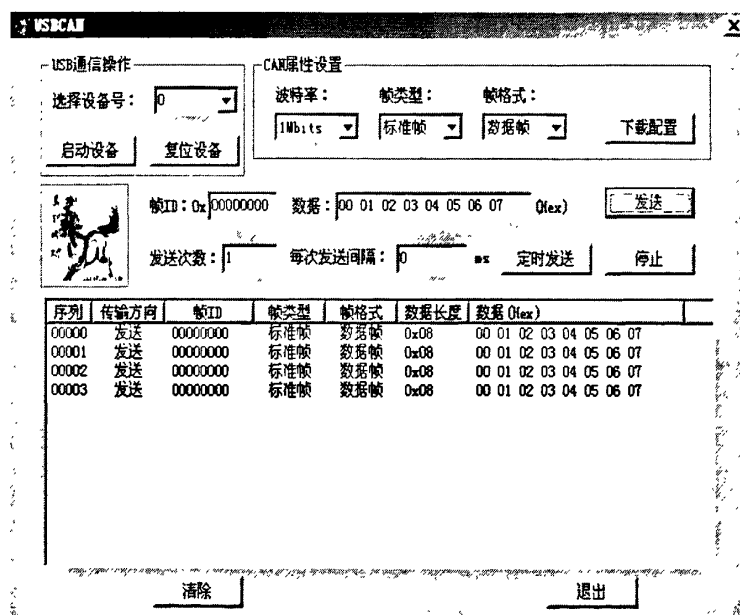 USBCAN
USB通信操作
CAN属性设置
选择设备号： 0
波特率： 帧类型： 帧格式：
1Mbits 标准帧 数据帧 下载配置
启动设备 复位设备
帧ID：0x 00000000 数据： 00 01 02 03 04 05 06 07 (Hex) 发送
发送次数： 1 每次发送间隔： 0 ms 定时发送 停止
序列 传输方向 帧ID 帧类型 帧格式 数据长度 数据(Hex)
00000 发送 00000000 标准帧 数据帧 0x08 00 01 02 03 04 05 06 07
00001 发送 00000000 标准帧 数据帧 0x08 00 01 02 03 04 05 06 07
00002 发送 00000000 标准帧 数据帧 0x08 00 01 02 03 04 05 06 07
00003 发送 00000000 标准帧 数据帧 0x08 00 01 02 03 04 05 06 07
清除 退出